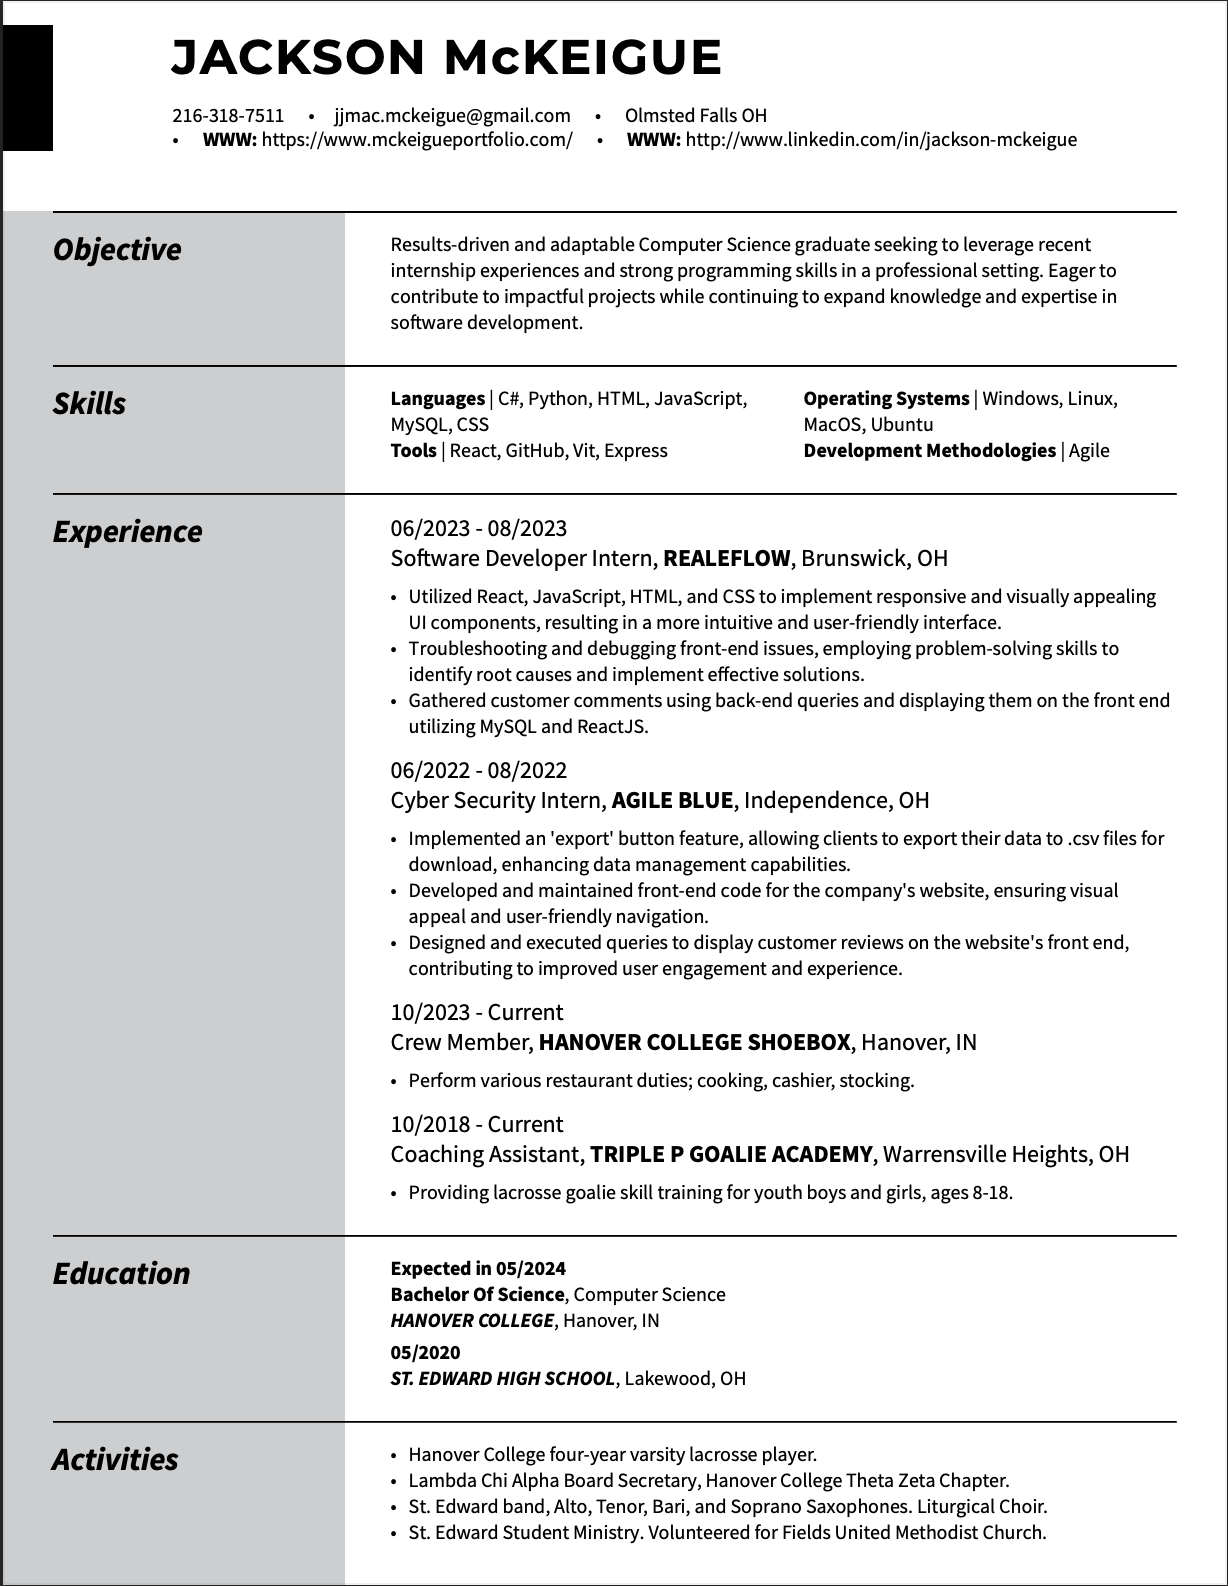 JACKSON McKEIGUE
216-318-7511 • jjmac.mckeigue@gmail.com • Olmsted Falls OH
• WWW: https://www.mckeigueportfolio.com/ • WWW: http://www.linkedin.com/in/jackson-mckeigue
Objective
Results-driven and adaptable Computer Science graduate seeking to leverage recent
internship experiences and strong programming skills in a professional setting. Eager to
contribute to impactful projects while continuing to expand knowledge and expertise in
software development.
Skills
Languages | C#, Python, HTML, JavaScript,
MySQL, CSS
Tools | React, GitHub, Vit, Express
Operating Systems | Windows, Linux,
MacOS, Ubuntu
Development Methodologies | Agile
Experience
06/2023 - 08/2023
Software Developer Intern, REALEFLOW, Brunswick, OH
• Utilized React, JavaScript, HTML, and CSS to implement responsive and visually appealing
UI components, resulting in a more intuitive and user-friendly interface.
• Troubleshooting and debugging front-end issues, employing problem-solving skills to
identify root causes and implement effective solutions.
• Gathered customer comments using back-end queries and displaying them on the front end
utilizing MySQL and ReactJS.
06/2022 - 08/2022
Cyber Security Intern, AGILE BLUE, Independence, OH
• Implemented an 'export' button feature, allowing clients to export their data to .csv files for
download, enhancing data management capabilities.
• Developed and maintained front-end code for the company's website, ensuring visual
appeal and user-friendly navigation.
• Designed and executed queries to display customer reviews on the website's front end,
contributing to improved user engagement and experience.
10/2023 - Current
Crew Member, HANOVER COLLEGE SHOEBOX, Hanover, IN
• Perform various restaurant duties; cooking, cashier, stocking.
10/2018 - Current
Coaching Assistant, TRIPLE P GOALIE ACADEMY, Warrensville Heights, OH
• Providing lacrosse goalie skill training for youth boys and girls, ages 8-18.
Education
Expected in 05/2024
Bachelor Of Science, Computer Science
HANOVER COLLEGE, Hanover, IN
05/2020
ST. EDWARD HIGH SCHOOL, Lakewood, OH
Activities
• Hanover College four-year varsity lacrosse player.
• Lambda Chi Alpha Board Secretary, Hanover College Theta Zeta Chapter.
• St. Edward band, Alto, Tenor, Bari, and Soprano Saxophones. Liturgical Choir.
• St. Edward Student Ministry. Volunteered for Fields United Methodist Church.